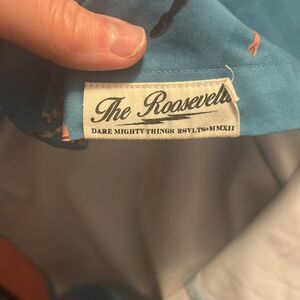 The Roosevelts
DARE MIGHTY THINGS RSVLTS•MMXII